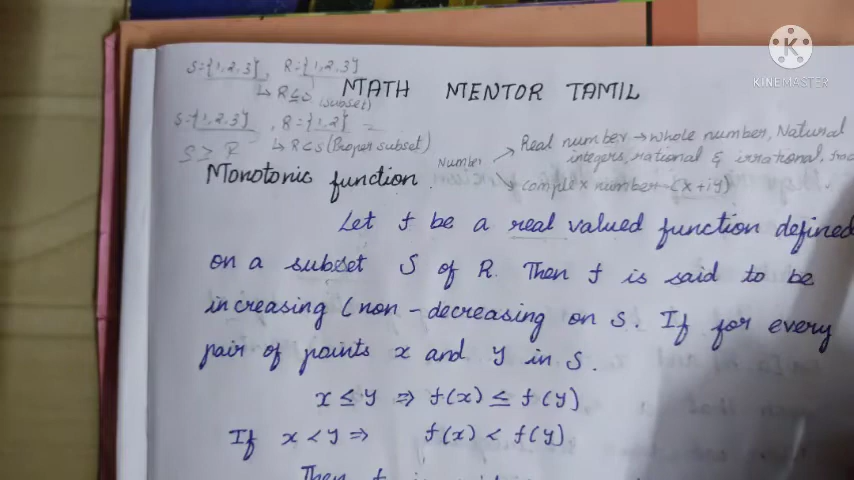 KINEMASTER
S={1,2,3}, R={1,2,3}
↳ R⊆S (subset)
MATH MENTOR TAMIL
S={1,2,3}, R={1,2}
S ≥ R ↳ R<S (Proper subset)
Number → Real number → whole number, Natural
integers, rational & irrational,
↘ complex number - (x+iy)
Monotonic function.
Let f be a real valued function defined
on a subset S of R. Then f is said to be
increasing (non-decreasing on S. If for every
pair of points x and y in S.
x ≤ y ⇒ f(x) ≤ f(y)
If x < y ⇒ f(x) < f(y)
Then f is